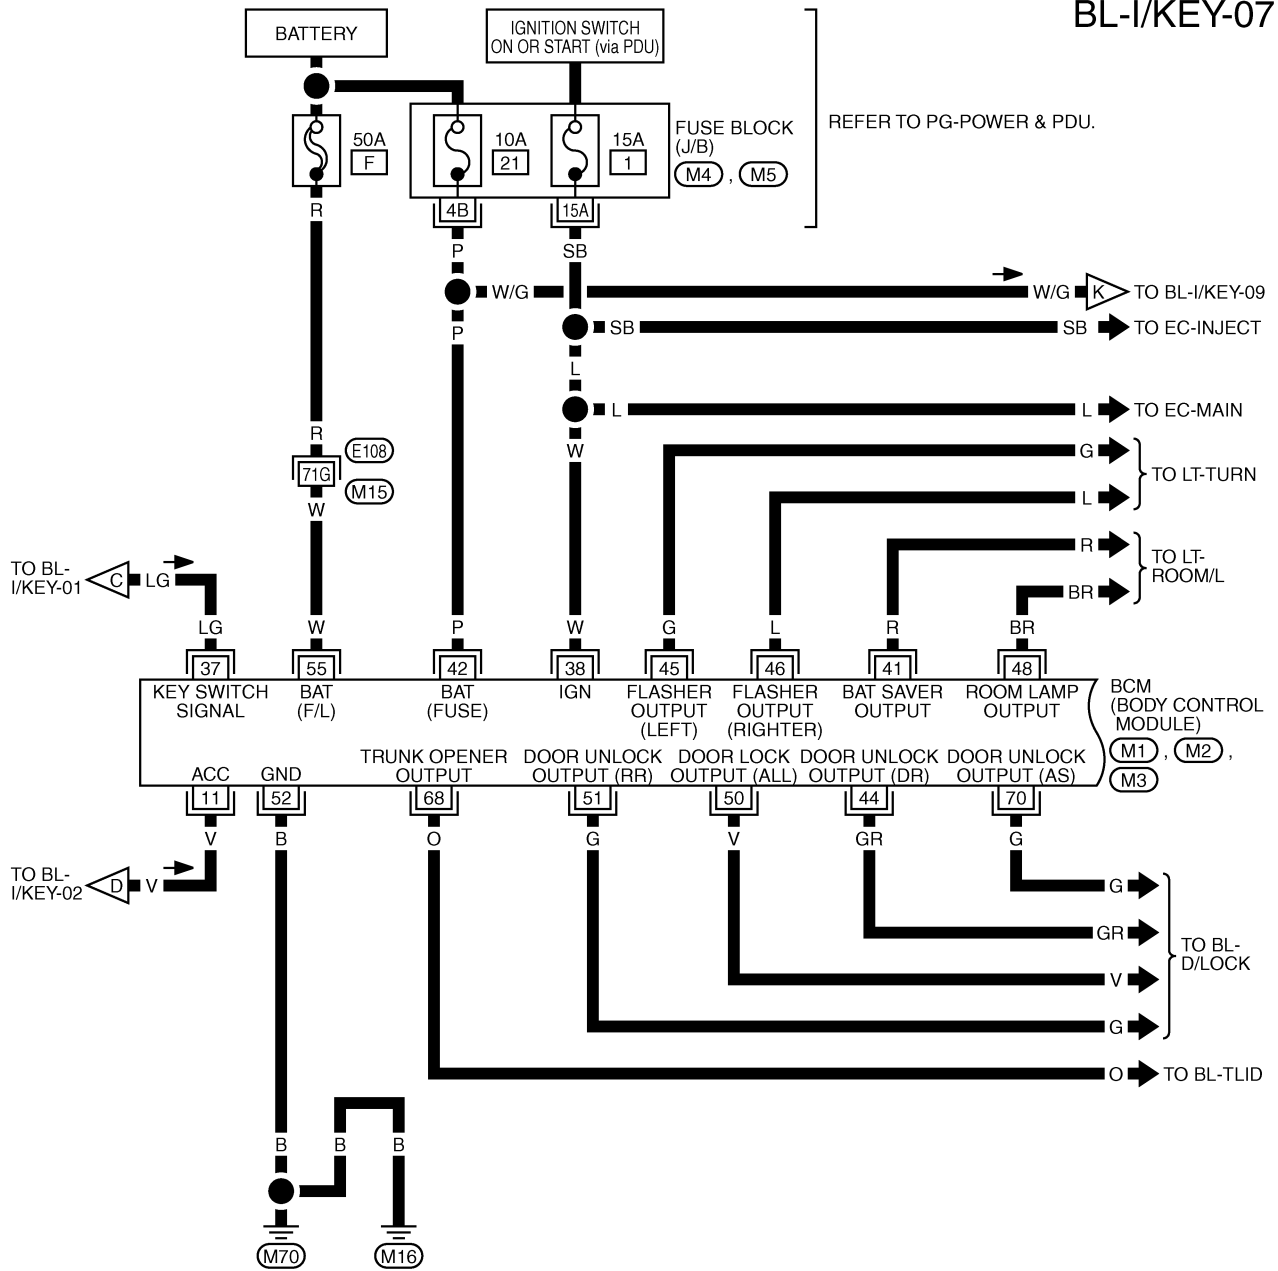 BL-I/KEY-07
BATTERY
IGNITION SWITCH
ON OR START (via PDU)
REFER TO PG-POWER & PDU.
50A
F
10A
21
15A
1
FUSE BLOCK
(J/B)
M4 , M5
R
4B
15A
P
SB
W/G
W/G
K
TO BL-I/KEY-09
P
SB
SB
TO EC-INJECT
L
L
L
TO EC-MAIN
R
E108
W
G
71G
M15
TO LT-TURN
L
W
R
TO LT-
ROOM/L
TO BL-
I/KEY-01
C
LG
BR
LG
W
P
W
G
L
R
BR
37
55
42
38
45
46
41
48
KEY SWITCH
SIGNAL
BAT
(F/L)
BAT
(FUSE)
IGN
FLASHER
OUTPUT
(LEFT)
FLASHER
OUTPUT
(RIGHTER)
BAT SAVER
OUTPUT
ROOM LAMP
OUTPUT
BCM
(BODY CONTROL
MODULE)
M1 , M2 ,
M3
ACC
GND
TRUNK OPENER
OUTPUT
DOOR UNLOCK
OUTPUT (RR)
DOOR LOCK
OUTPUT (ALL)
DOOR UNLOCK
OUTPUT (DR)
DOOR UNLOCK
OUTPUT (AS)
11
52
68
51
50
44
70
V
B
O
G
V
GR
G
TO BL-
I/KEY-02
D
V
G
GR
TO BL-
D/LOCK
V
G
O
TO BL-TLID
B
B
B
M70
M16